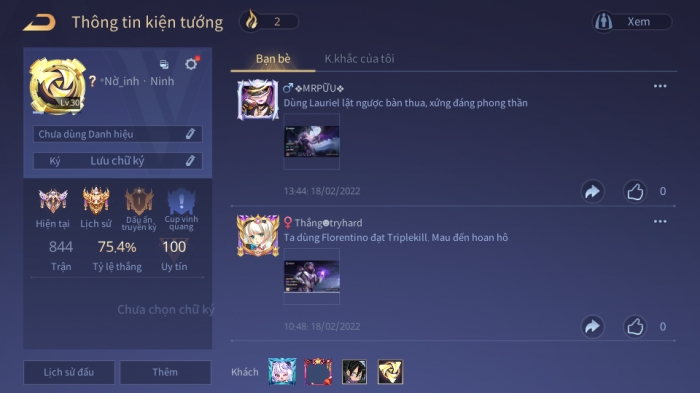 Thông tin kiện tướng
2
Xem
Bạn bè
K.khắc của tôi
? °Nờ_inh · Ninh
Lv.30
Chưa dùng Danh hiệu
Ký Lưu chữ ký
Hiện tại
Lịch sử
Dấu ấn truyền kỳ
Cúp vinh quang
844
75.4%
100
Trận
Tỷ lệ thắng
Uy tín
Chưa chọn chữ ký
Lịch sử đấu
Thêm
♂❖MRPỮU❖
Dùng Lauriel lật ngược bàn thua, xứng đáng phong thần
13:44: 18/02/2022
0
♀Thắng☻tryhard
Ta dùng Florentino đạt Triplekill. Mau đến hoan hô
10:48: 18/02/2022
0
Khách